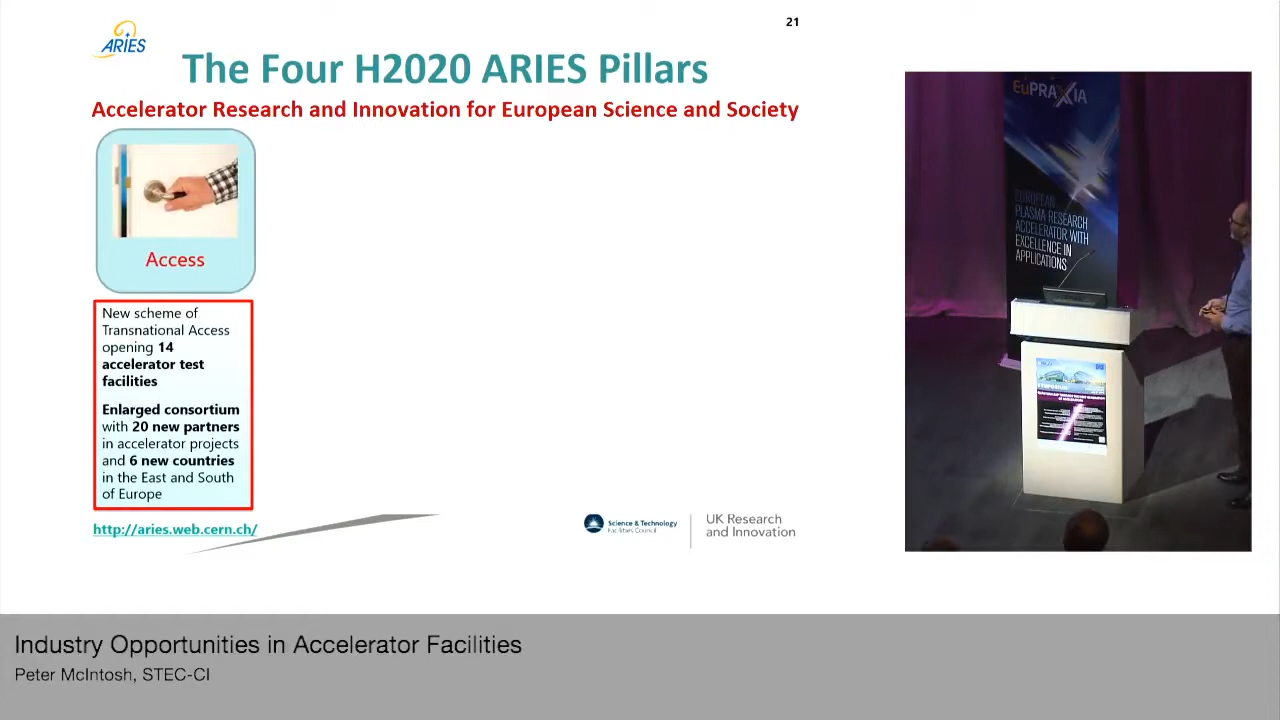 21
ARIES
The Four H2020 ARIES Pillars
Accelerator Research and Innovation for European Science and Society
Access
New scheme of
Transnational Access
opening 14
accelerator test
facilities
Enlarged consortium
with 20 new partners
in accelerator projects
and 6 new countries
in the East and South
of Europe
http://aries.web.cern.ch/
Science & Technology
Facilities Council
UK Research
and Innovation
EuPRAXIA
EUROPEAN
PLASMA RESEARCH
ACCELERATOR WITH
EXCELLENCE IN
APPLICATIONS
SYMPOSIUM
Industry Opportunities in Accelerator Facilities
Peter McIntosh, STEC-CI